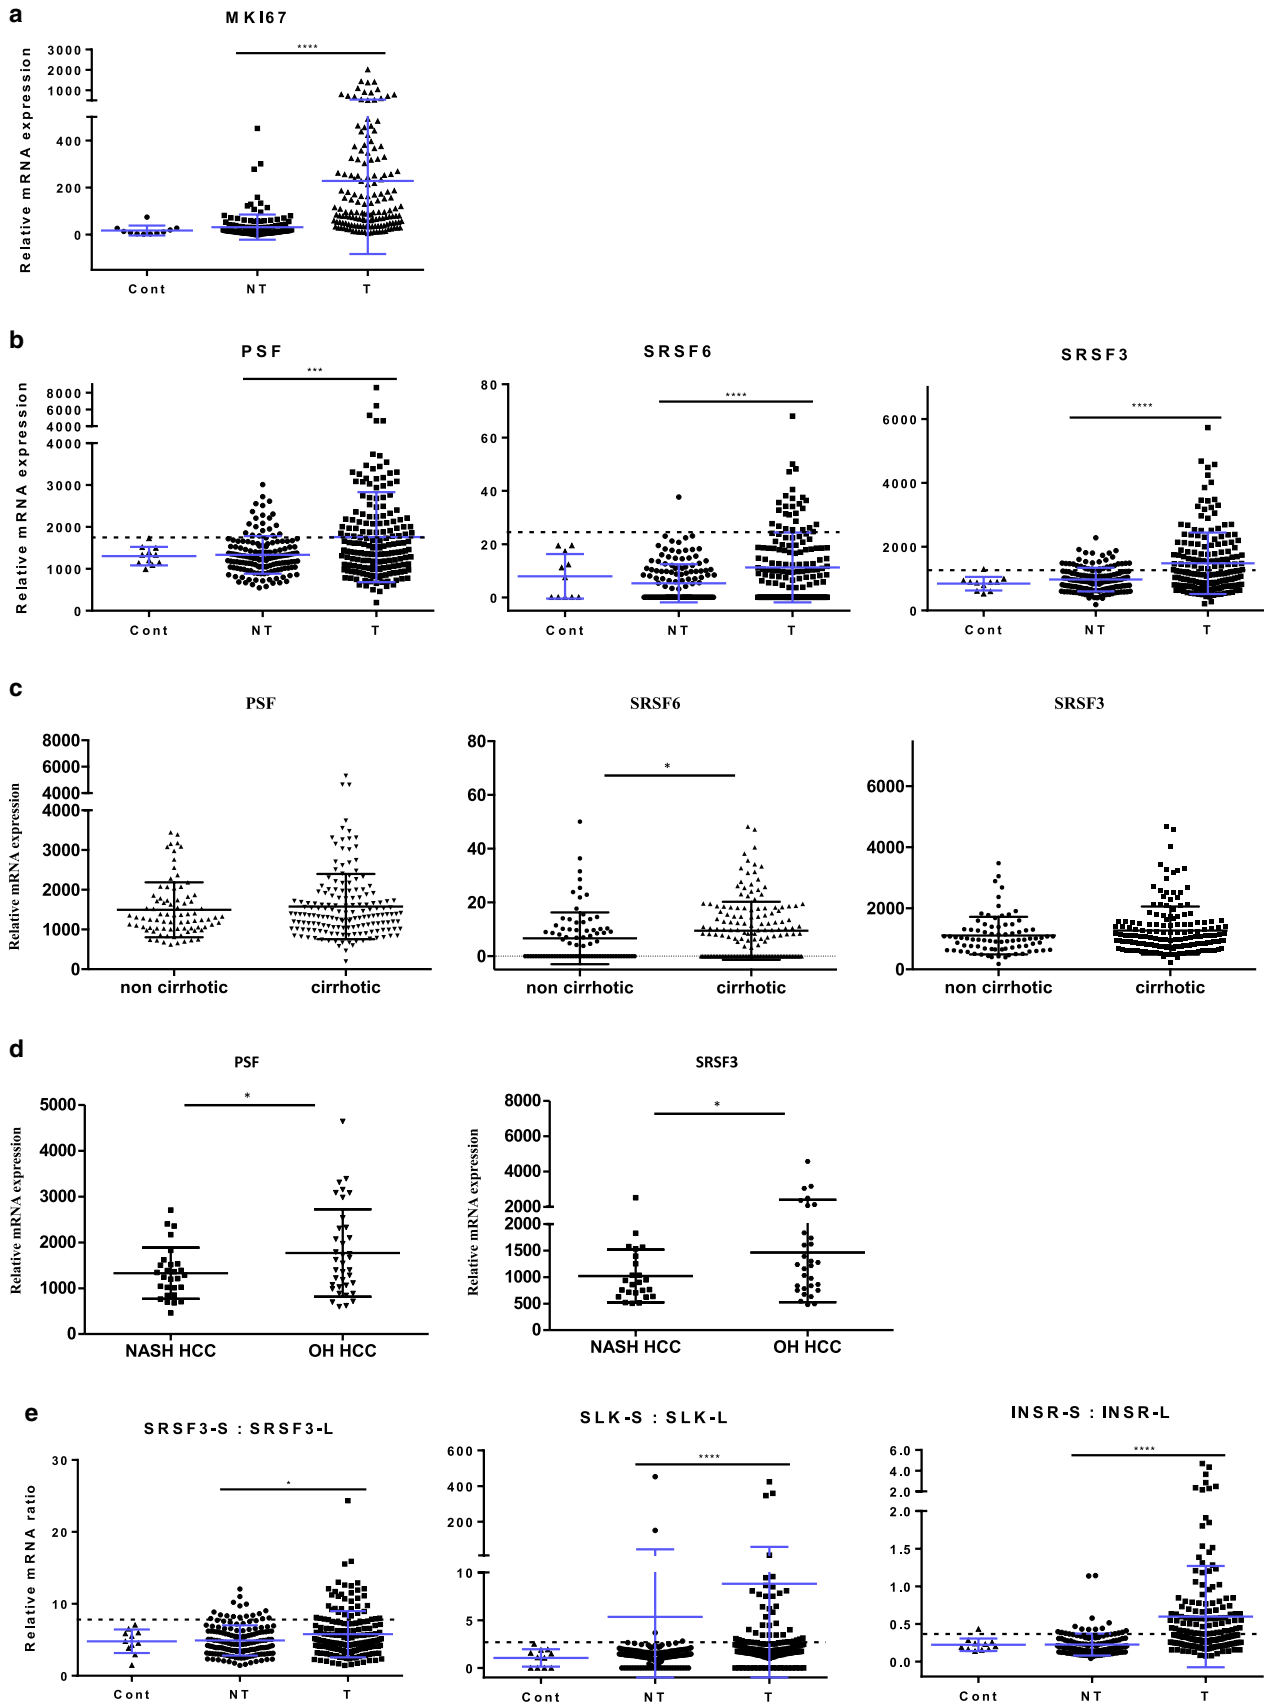 a
MKI67
****
Relative mRNA expression
3000
2000
1000
400
200
0
Cont NT T
b
PSF
***
Relative mRNA expression
8000
6000
4000
4000
3000
2000
1000
0
Cont NT T
SRSF6
****
80
60
40
20
0
Cont NT T
SRSF3
****
6000
4000
2000
0
Cont NT T
c
PSF
Relative mRNA expression
8000
6000
4000
4000
3000
2000
1000
0
non cirrhotic cirrhotic
SRSF6
*
80
60
40
20
0
non cirrhotic cirrhotic
SRSF3
6000
4000
2000
0
non cirrhotic cirrhotic
d
PSF
*
Relative mRNA expression
5000
4000
3000
2000
1000
0
NASH HCC OH HCC
SRSF3
*
Relative mRNA expression
8000
6000
4000
2000
2000
1500
1000
500
0
NASH HCC OH HCC
e
SRSF3-S : SRSF3-L
*
Relative mRNA ratio
30
20
10
0
Cont NT T
SLK-S : SLK-L
****
600
400
200
10
5
0
Cont NT T
INSR-S : INSR-L
****
6.0
4.0
2.0
2.0
1.5
1.0
0.5
0.0
Cont NT T